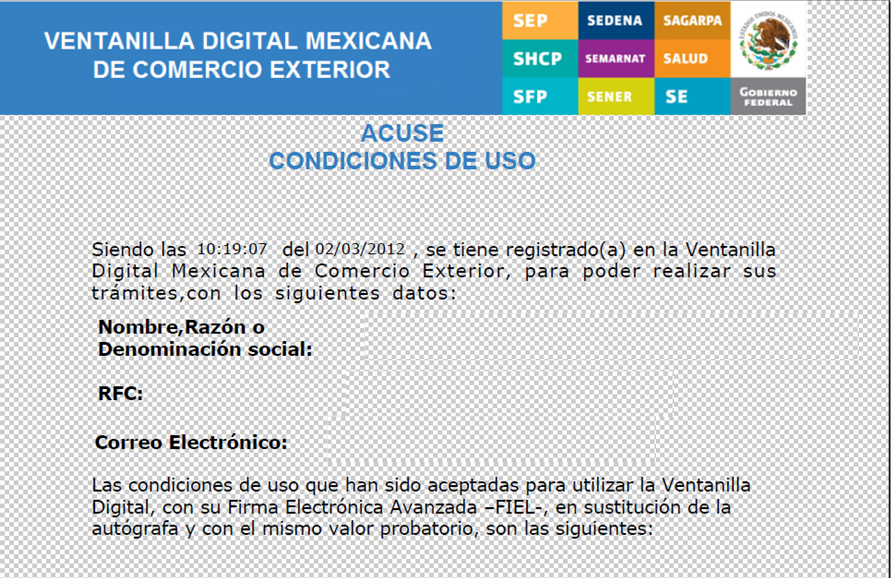 VENTANILLA DIGITAL MEXICANA
DE COMERCIO EXTERIOR
SEP SEDENA SAGARPA
SHCP SEMARNAT SALUD
SFP SENER SE
ESTADOS UNIDOS MEXICANOS
GOBIERNO
FEDERAL
ACUSE
CONDICIONES DE USO
Siendo las 10:19:07 del 02/03/2012 , se tiene registrado(a) en la Ventanilla
Digital Mexicana de Comercio Exterior, para poder realizar sus
trámites,con los siguientes datos:
Nombre,Razón o
Denominación social:
RFC:
Correo Electrónico:
Las condiciones de uso que han sido aceptadas para utilizar la Ventanilla
Digital, con su Firma Electrónica Avanzada –FIEL-, en sustitución de la
autógrafa y con el mismo valor probatorio, son las siguientes: